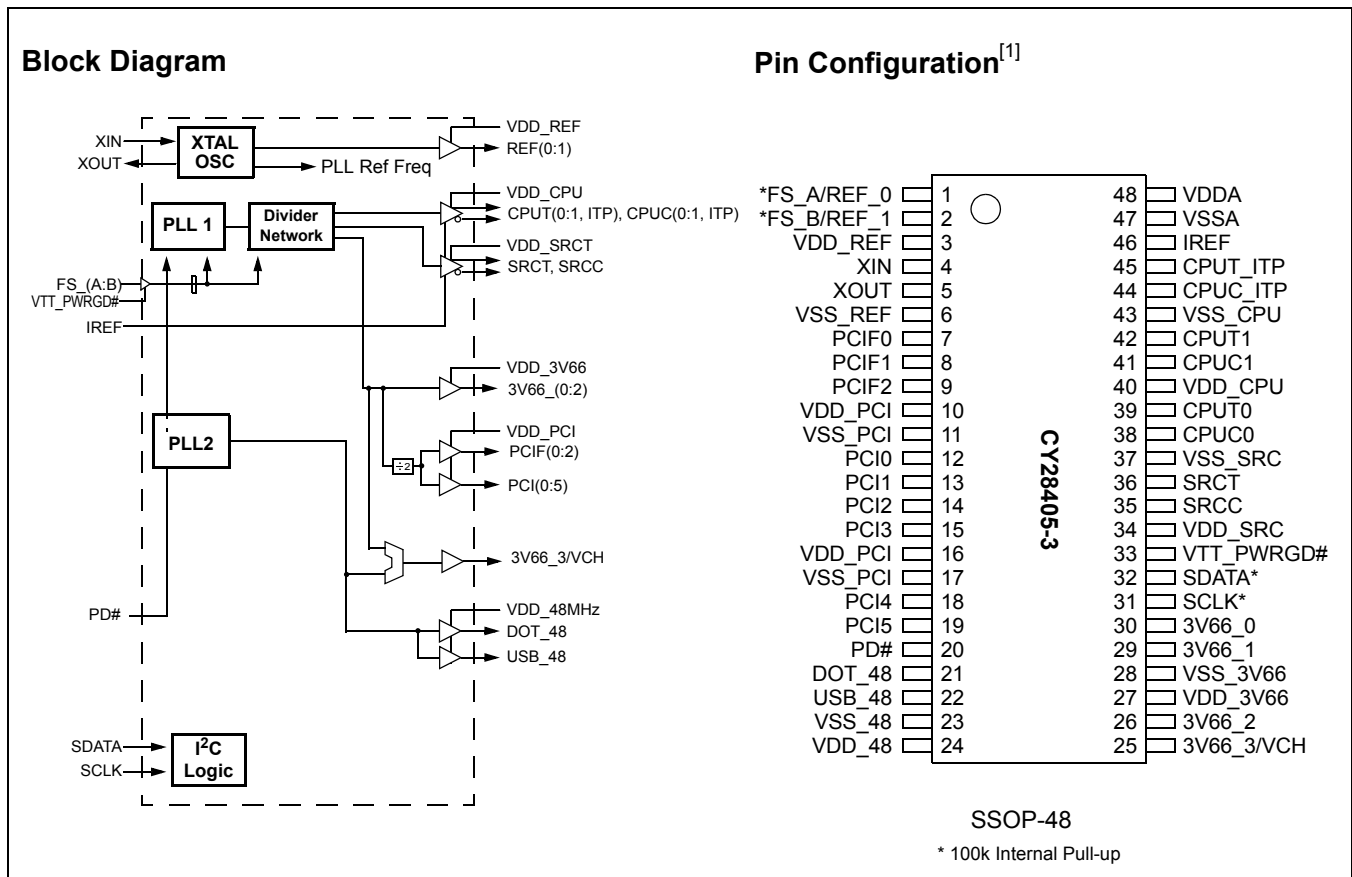 Block Diagram
XIN
XOUT
XTAL
OSC
VDD_REF
REF(0:1)
PLL Ref Freq
PLL 1
Divider
Network
VDD_CPU
CPUT(0:1, ITP), CPUC(0:1, ITP)
VDD_SRCT
SRCT, SRCC
FS_(A:B)
VTT_PWRGD#
IREF
VDD_3V66
3V66_(0:2)
PLL2
÷2
VDD_PCI
PCIF(0:2)
PCI(0:5)
3V66_3/VCH
PD#
VDD_48MHz
DOT_48
USB_48
SDATA
SCLK
I2C
Logic
Pin Configuration[1]
*FS_A/REF_0 1
*FS_B/REF_1 2
VDD_REF 3
XIN 4
XOUT 5
VSS_REF 6
PCIF0 7
PCIF1 8
PCIF2 9
VDD_PCI 10
VSS_PCI 11
PCI0 12
PCI1 13
PCI2 14
PCI3 15
VDD_PCI 16
VSS_PCI 17
PCI4 18
PCI5 19
PD# 20
DOT_48 21
USB_48 22
VSS_48 23
VDD_48 24
CY28405-3
48 VDDA
47 VSSA
46 IREF
45 CPUT_ITP
44 CPUC_ITP
43 VSS_CPU
42 CPUT1
41 CPUC1
40 VDD_CPU
39 CPUT0
38 CPUC0
37 VSS_SRC
36 SRCT
35 SRCC
34 VDD_SRC
33 VTT_PWRGD#
32 SDATA*
31 SCLK*
30 3V66_0
29 3V66_1
28 VSS_3V66
27 VDD_3V66
26 3V66_2
25 3V66_3/VCH
SSOP-48
* 100k Internal Pull-up